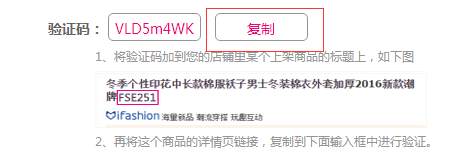 验证码： VLD5m4WK 复制
1、将验证码加到您的店铺里某个上架商品的标题上，如下图
冬季个性印花中长款棉服袄子男士冬装棉衣外套加厚2016新款潮
牌FSE251
iFashion 海量新品 潮流穿搭 玩趣互动
2、再将这个商品的详情页链接，复制到下面输入框中进行验证。